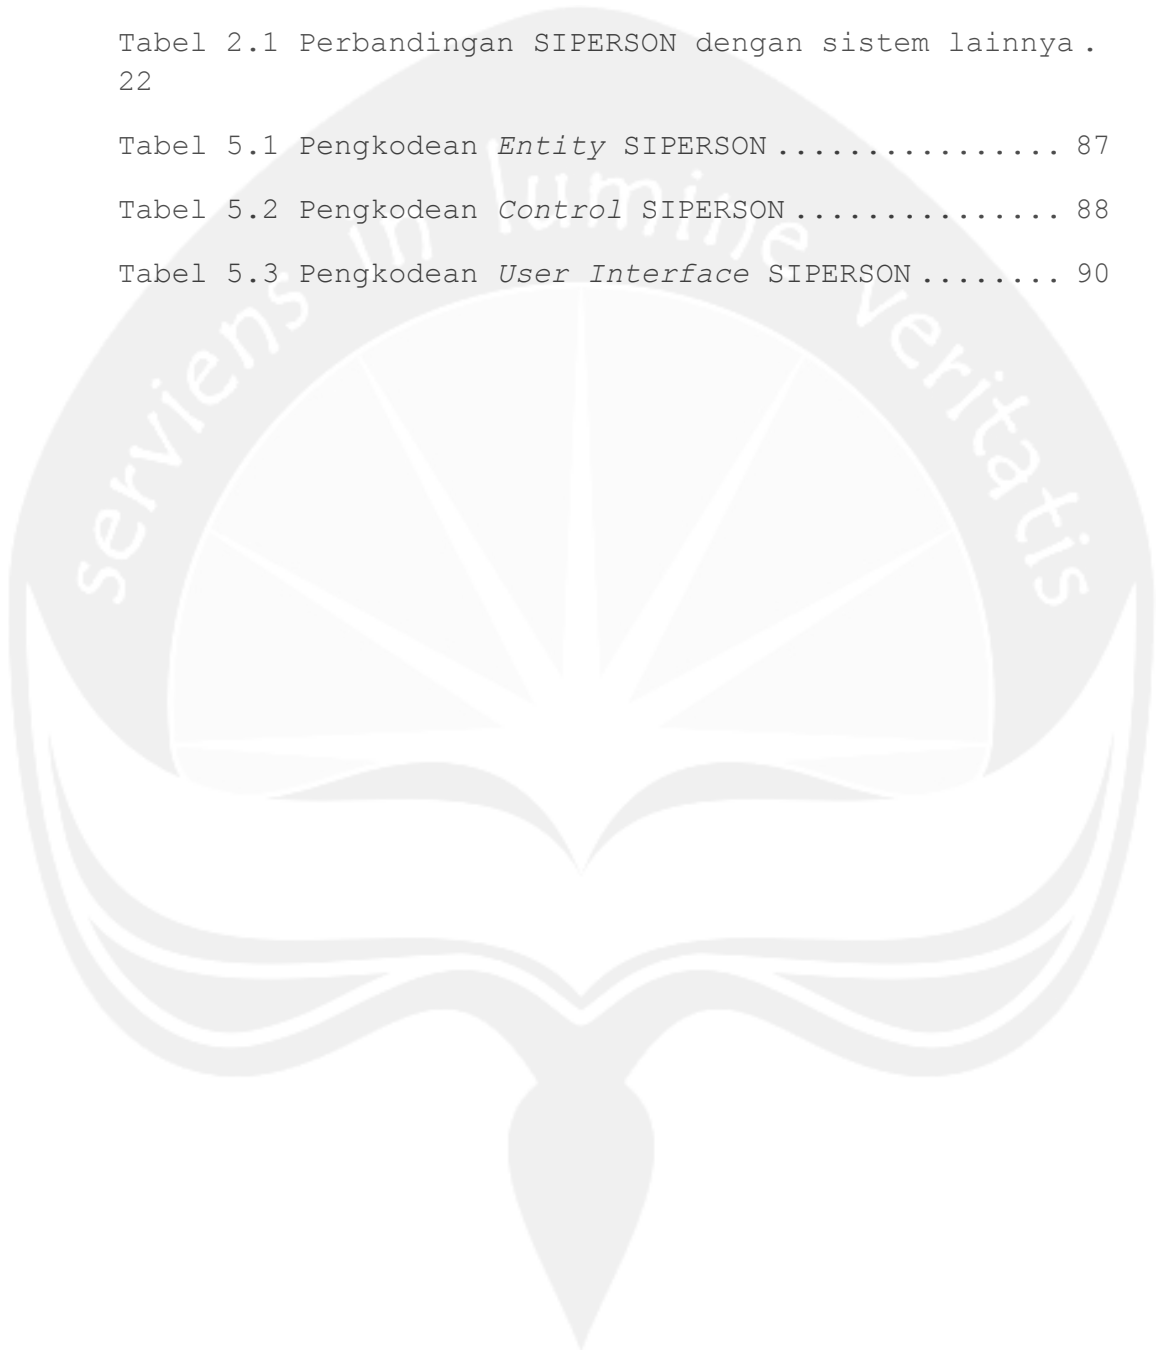 Tabel 2.1 Perbandingan SIPERSON dengan sistem lainnya .
22
Tabel 5.1 Pengkodean Entity SIPERSON ................ 87
Tabel 5.2 Pengkodean Control SIPERSON ............... 88
Tabel 5.3 Pengkodean User Interface SIPERSON ........ 90
serviens in lumine veritatis